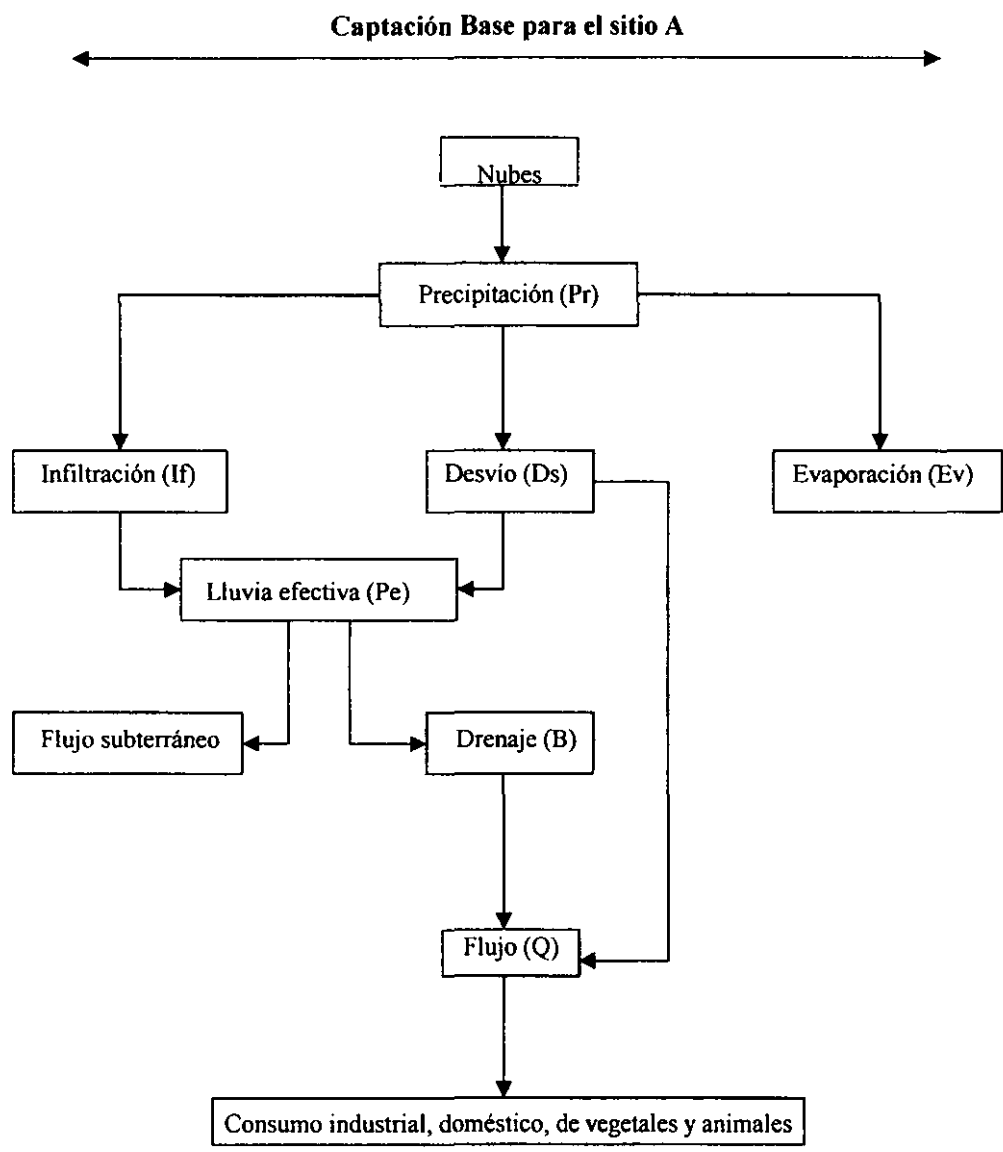 Captación Base para el sitio A
Nubes
Precipitación (Pr)
Infiltración (If)
Desvío (Ds)
Evaporación (Ev)
Lluvia efectiva (Pe)
Flujo subterráneo
Drenaje (B)
Flujo (Q)
Consumo industrial, doméstico, de vegetales y animales